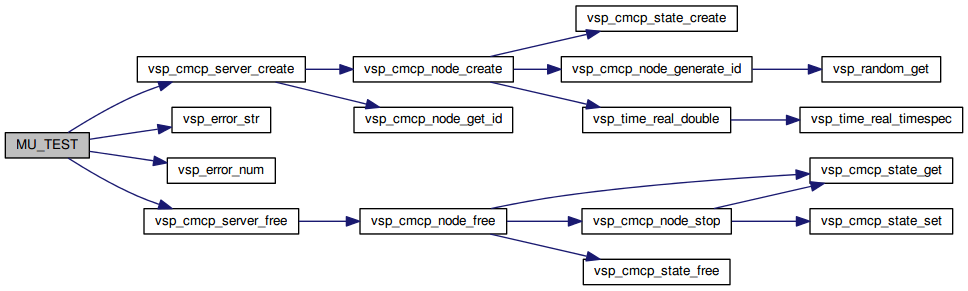 MU_TEST
vsp_cmcp_server_create
vsp_error_str
vsp_error_num
vsp_cmcp_server_free
vsp_cmcp_node_create
vsp_cmcp_node_get_id
vsp_cmcp_node_free
vsp_cmcp_state_create
vsp_cmcp_node_generate_id
vsp_time_real_double
vsp_cmcp_node_stop
vsp_cmcp_state_free
vsp_random_get
vsp_time_real_timespec
vsp_cmcp_state_get
vsp_cmcp_state_set